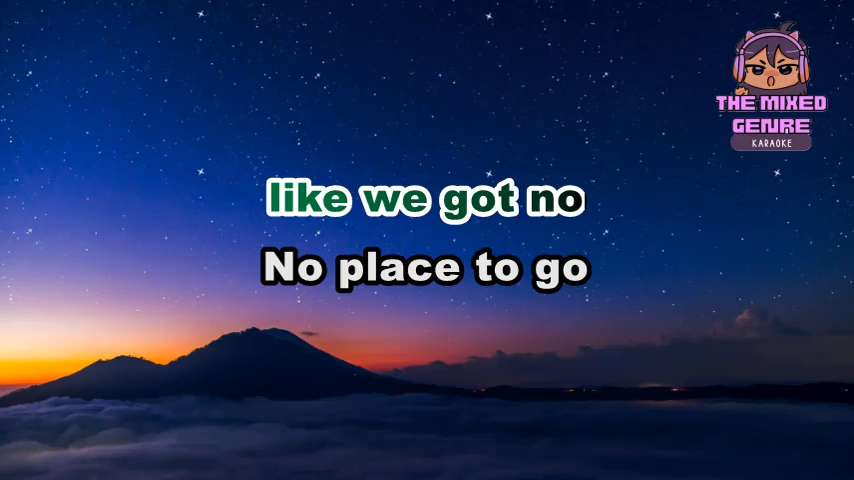 THE MIXED
GENRE
KARAOKE
like we got no
No place to go